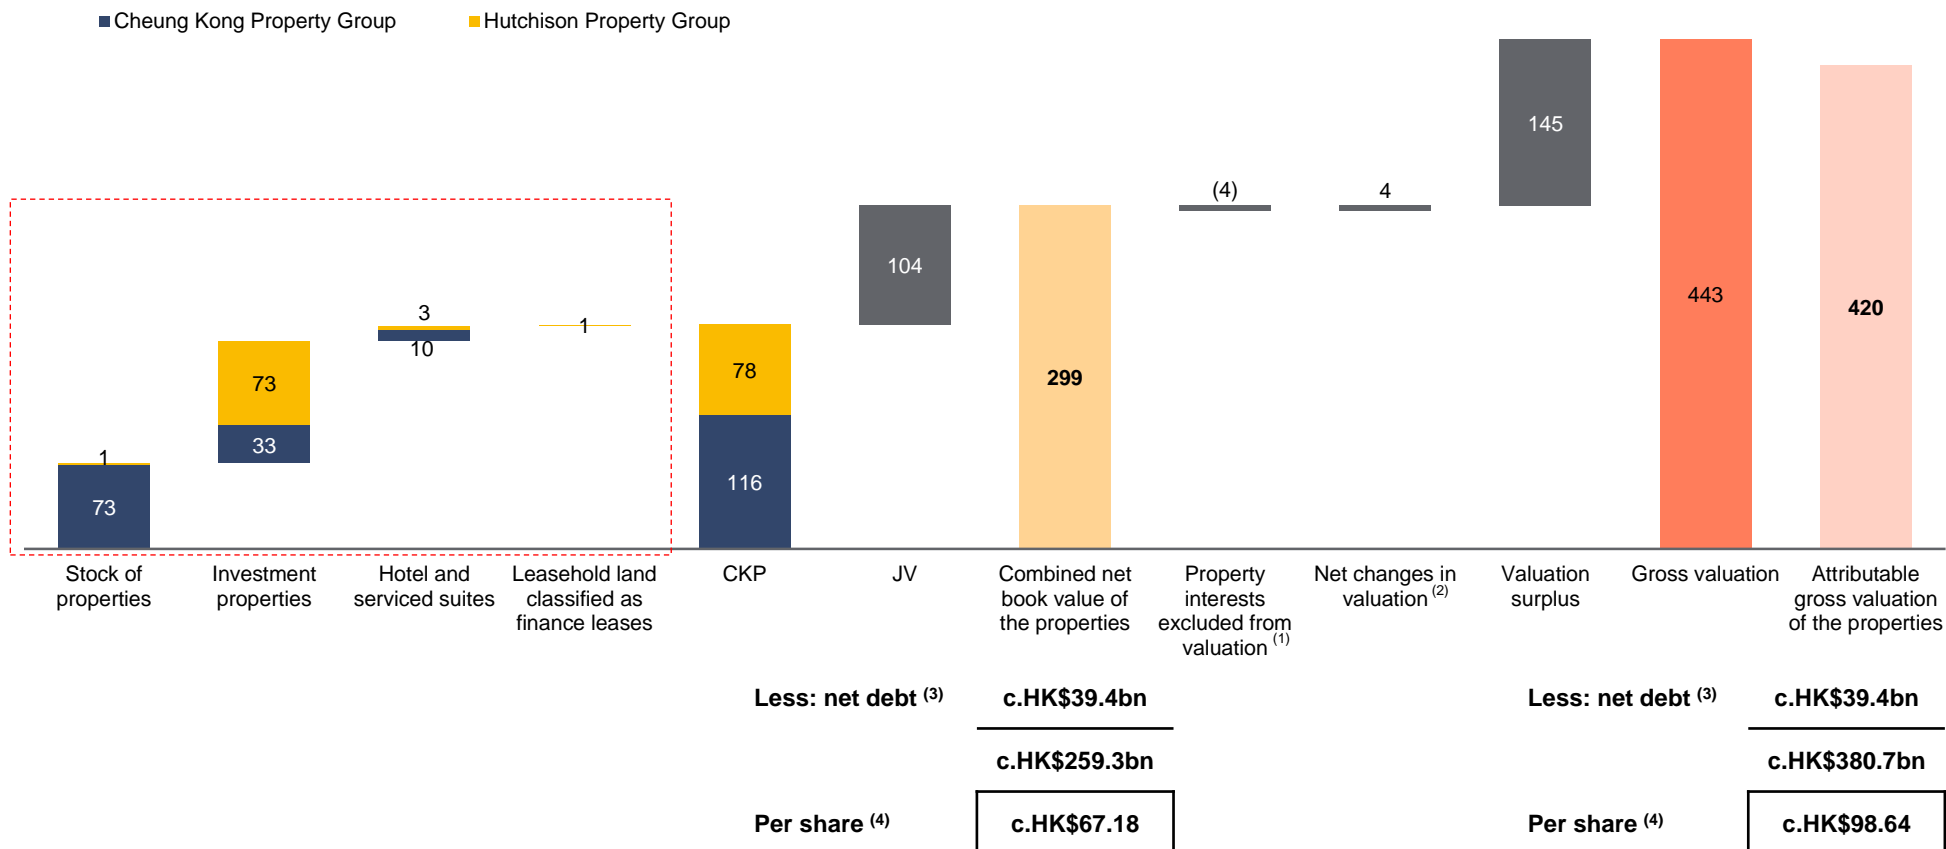 Cheung Kong Property Group
Hutchison Property Group
145
(4)
4
104
443
420
3
1
10
73
78
299
33
1
73
116
Stock of
properties
Investment
properties
Hotel and
serviced suites
Leasehold land
classified as
finance leases
CKP
JV
Combined net
book value of
the properties
Property
interests
excluded from
valuation (1)
Net changes in
valuation (2)
Valuation
surplus
Gross valuation
Attributable
gross valuation
of the properties
Less: net debt (3)
c.HK$39.4bn
c.HK$259.3bn
Per share (4)
c.HK$67.18
Less: net debt (3)
c.HK$39.4bn
c.HK$380.7bn
Per share (4)
c.HK$98.64